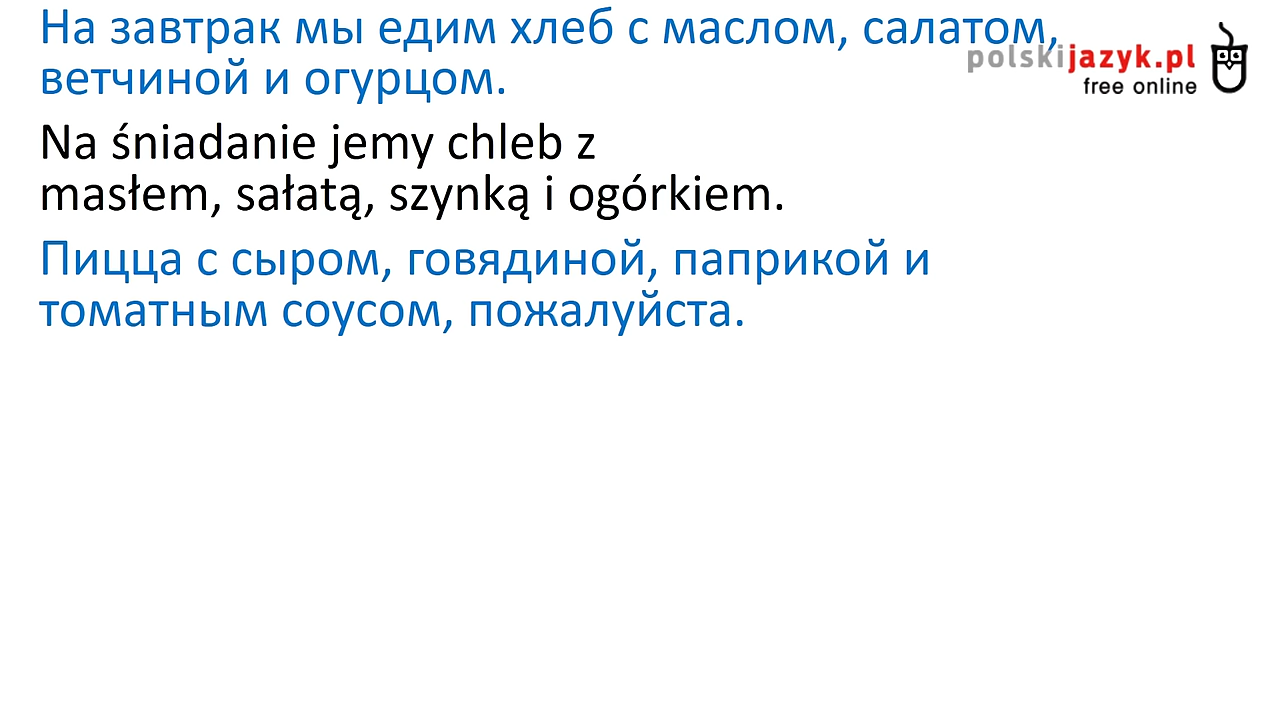 На завтрак мы едим хлеб с маслом, салатом,
ветчиной и огурцом.
polskijazyk.pl
free online
Na śniadanie jemy chleb z
masłem, sałatą, szynką i ogórkiem.
Пицца с сыром, говядиной, паприкой и
томатным соусом, пожалуйста.